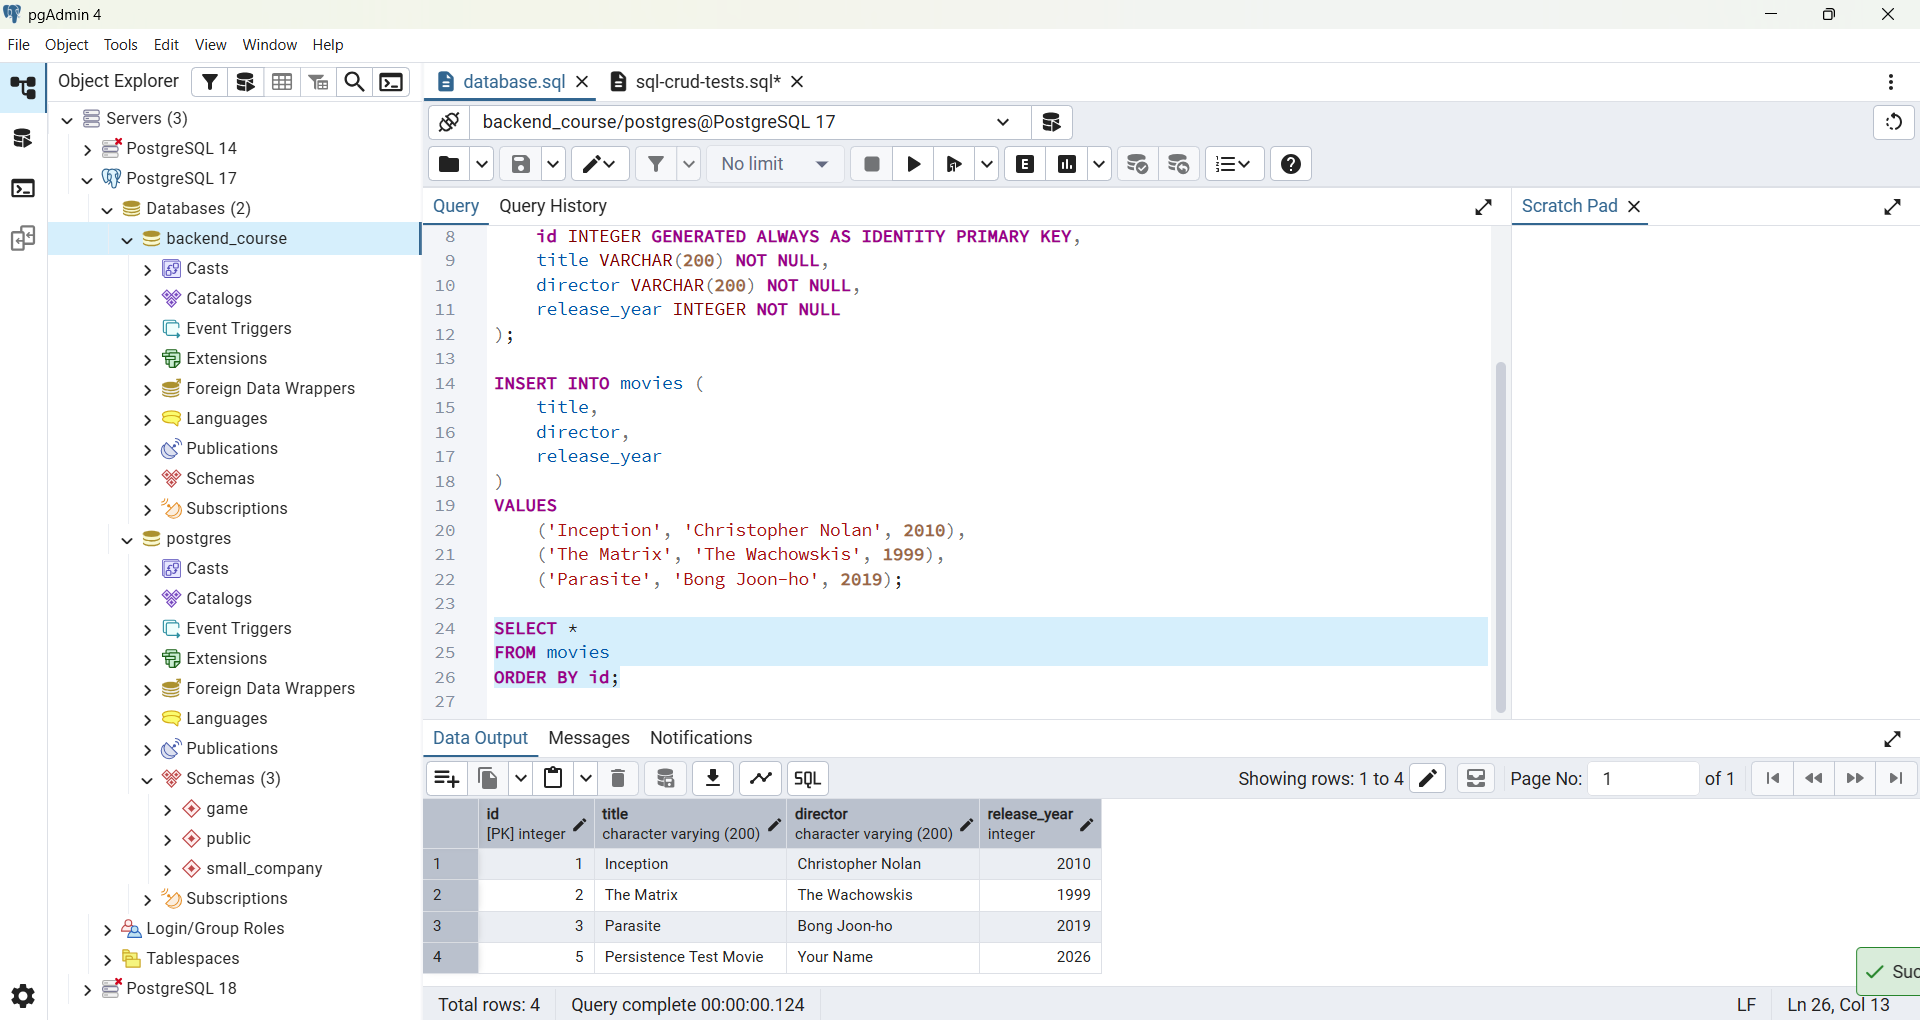 pgAdmin 4
File Object Tools Edit View Window Help
Object Explorer
Servers (3)
PostgreSQL 14
PostgreSQL 17
Databases (2)
backend_course
Casts
Catalogs
Event Triggers
Extensions
Foreign Data Wrappers
Languages
Publications
Schemas
Subscriptions
postgres
Casts
Catalogs
Event Triggers
Extensions
Foreign Data Wrappers
Languages
Publications
Schemas (3)
game
public
small_company
Subscriptions
Login/Group Roles
Tablespaces
PostgreSQL 18
database.sql sql-crud-tests.sql*
backend_course/postgres@PostgreSQL 17
No limit E
Query Query History
8 id INTEGER GENERATED ALWAYS AS IDENTITY PRIMARY KEY,
9 title VARCHAR(200) NOT NULL,
10 director VARCHAR(200) NOT NULL,
11 release_year INTEGER NOT NULL
12 );
13
14 INSERT INTO movies (
15 title,
16 director,
17 release_year
18 )
19 VALUES
20 ('Inception', 'Christopher Nolan', 2010),
21 ('The Matrix', 'The Wachowskis', 1999),
22 ('Parasite', 'Bong Joon-ho', 2019);
23
24 SELECT *
25 FROM movies
26 ORDER BY id;
27
Scratch Pad
Data Output Messages Notifications
SQL Showing rows: 1 to 4 Page No: 1 of 1
id title director release_year
[PK] integer character varying (200) character varying (200) integer
1 1 Inception Christopher Nolan 2010
2 2 The Matrix The Wachowskis 1999
3 3 Parasite Bong Joon-ho 2019
4 5 Persistence Test Movie Your Name 2026
Suc
Total rows: 4 Query complete 00:00:00.124 LF Ln 26, Col 13